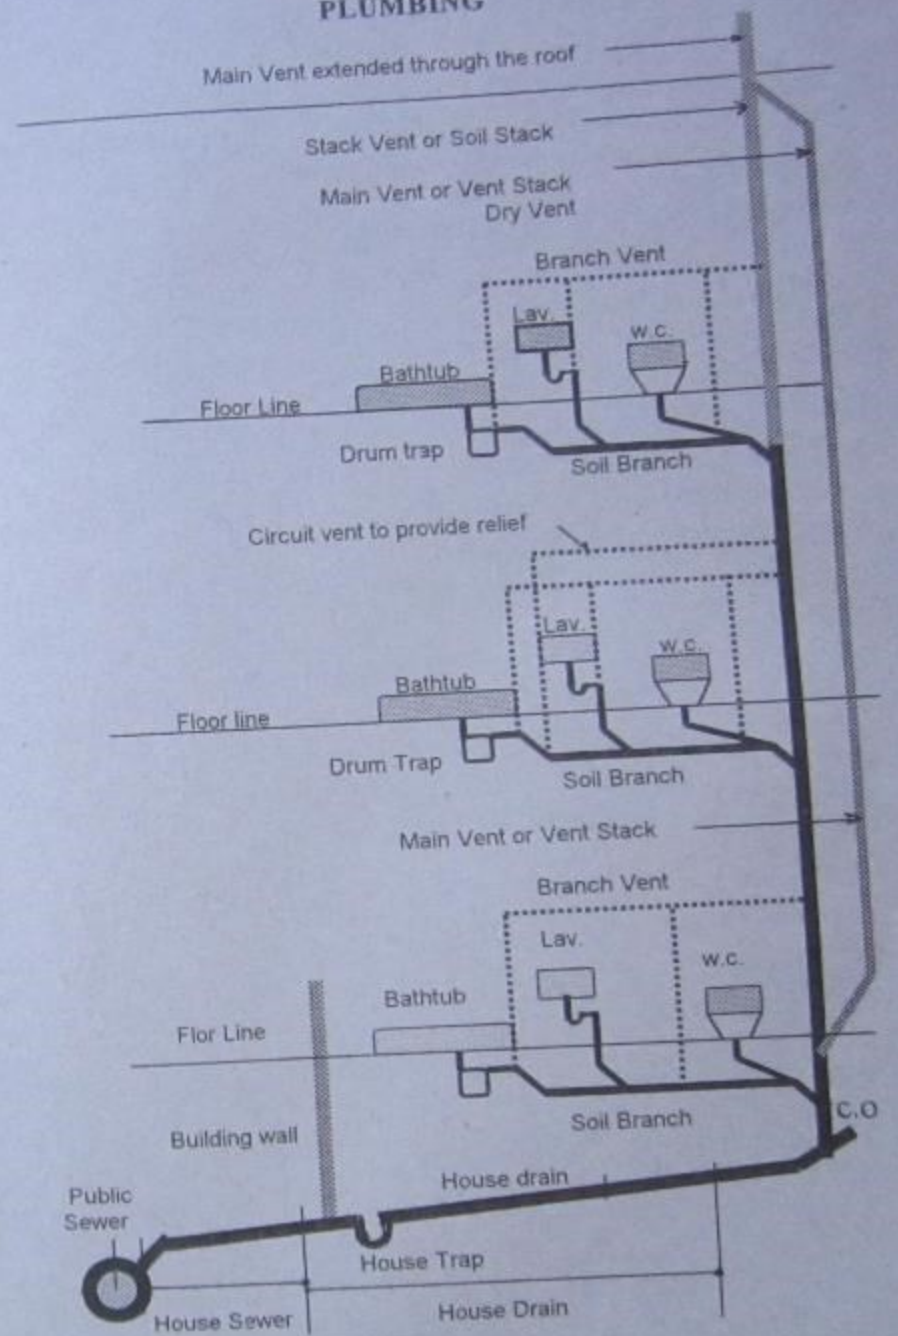 PLUMBING
Main Vent extended through the roof
Stack Vent or Soil Stack
Main Vent or Vent Stack
Dry Vent
Branch Vent
Lav.
W.C.
Bathtub
Floor Line
Drum trap
Soil Branch
Circuit vent to provide relief
Lav.
W.C.
Bathtub
Floor line
Drum Trap
Soil Branch
Main Vent or Vent Stack
Branch Vent
Lav.
W.C.
Bathtub
Flor Line
C.O
Soil Branch
Building wall
House drain
Public
Sewer
House Trap
House Sewer
House Drain